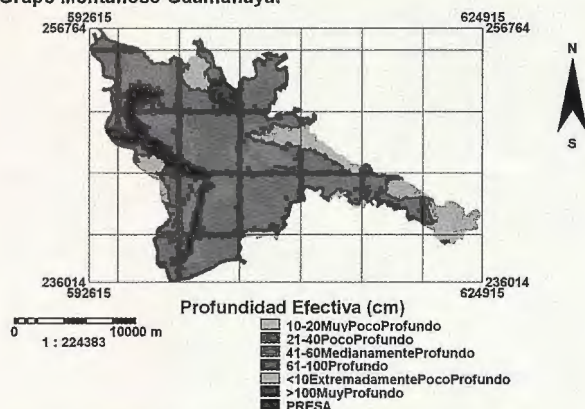 Grupo Montañoso Guamuhaya.
592615 624915
256764 256764
N
S
236014 236014
592615 624915
Profundidad Efectiva (cm)
0 10000 m
1 : 224383
10-20MuyPocoProfundo
21-40PocoProfundo
41-60MedianamenteProfundo
61-100Profundo
<10ExtremadamentePocoProfundo
>100MuyProfundo
PRESA